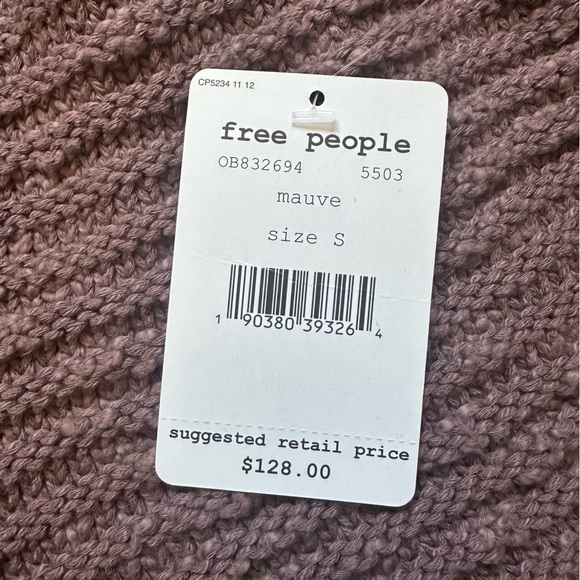 CP5234 11 12
free people
OB832694 5503
mauve
size S
1 90380 39326 4
suggested retail price
$128.00